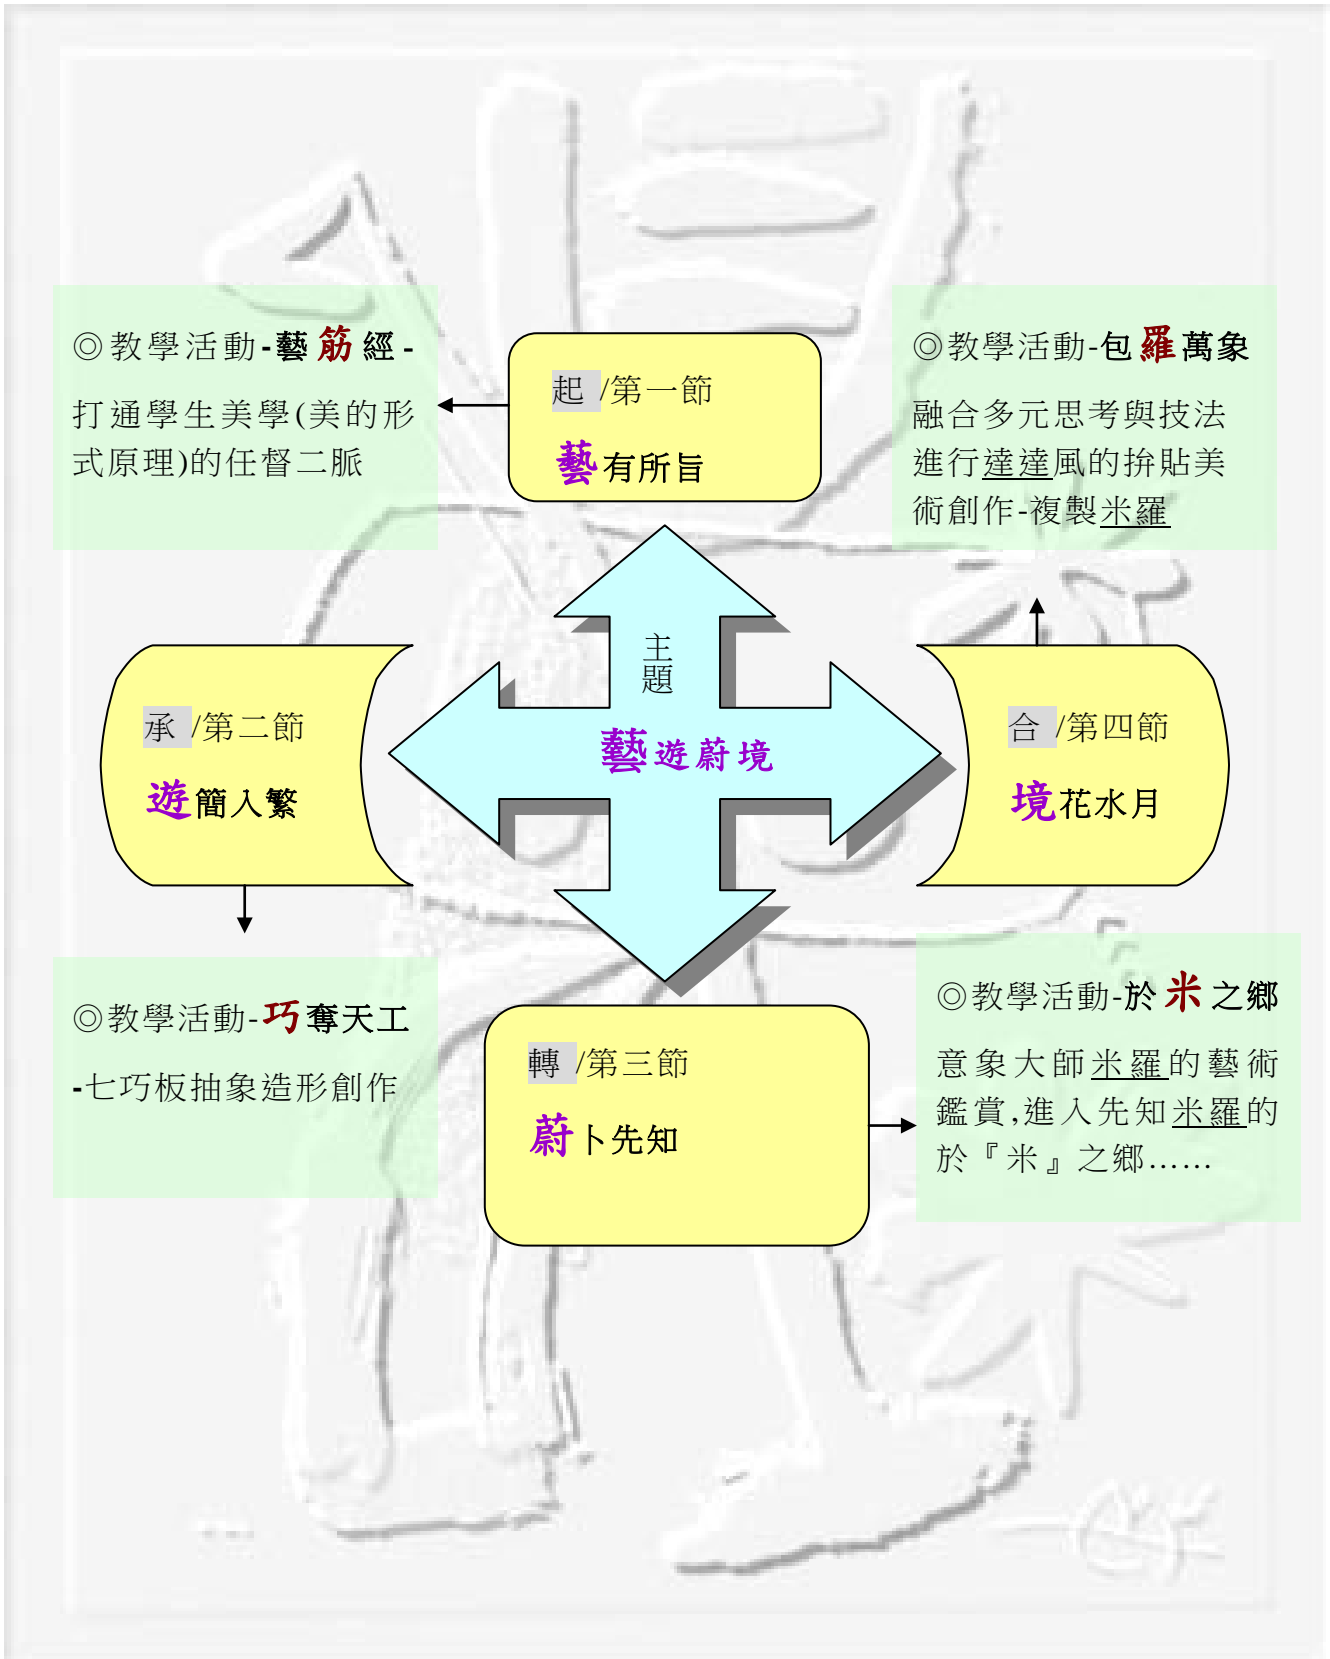 ◎教學活動-藝筋經-
打通學生美學(美的形
式原理)的任督二脈
起 /第一節
藝有所旨
◎教學活動-包羅萬象
融合多元思考與技法
進行達達風的拚貼美
術創作-複製米羅
主
題
藝遊蔚境
承 /第二節
遊簡入繁
合 /第四節
境花水月
◎教學活動-巧奪天工
-七巧板抽象造形創作
轉 /第三節
蔚卜先知
◎教學活動-於米之鄉
意象大師米羅的藝術
鑑賞,進入先知米羅的
於『米』之鄉……